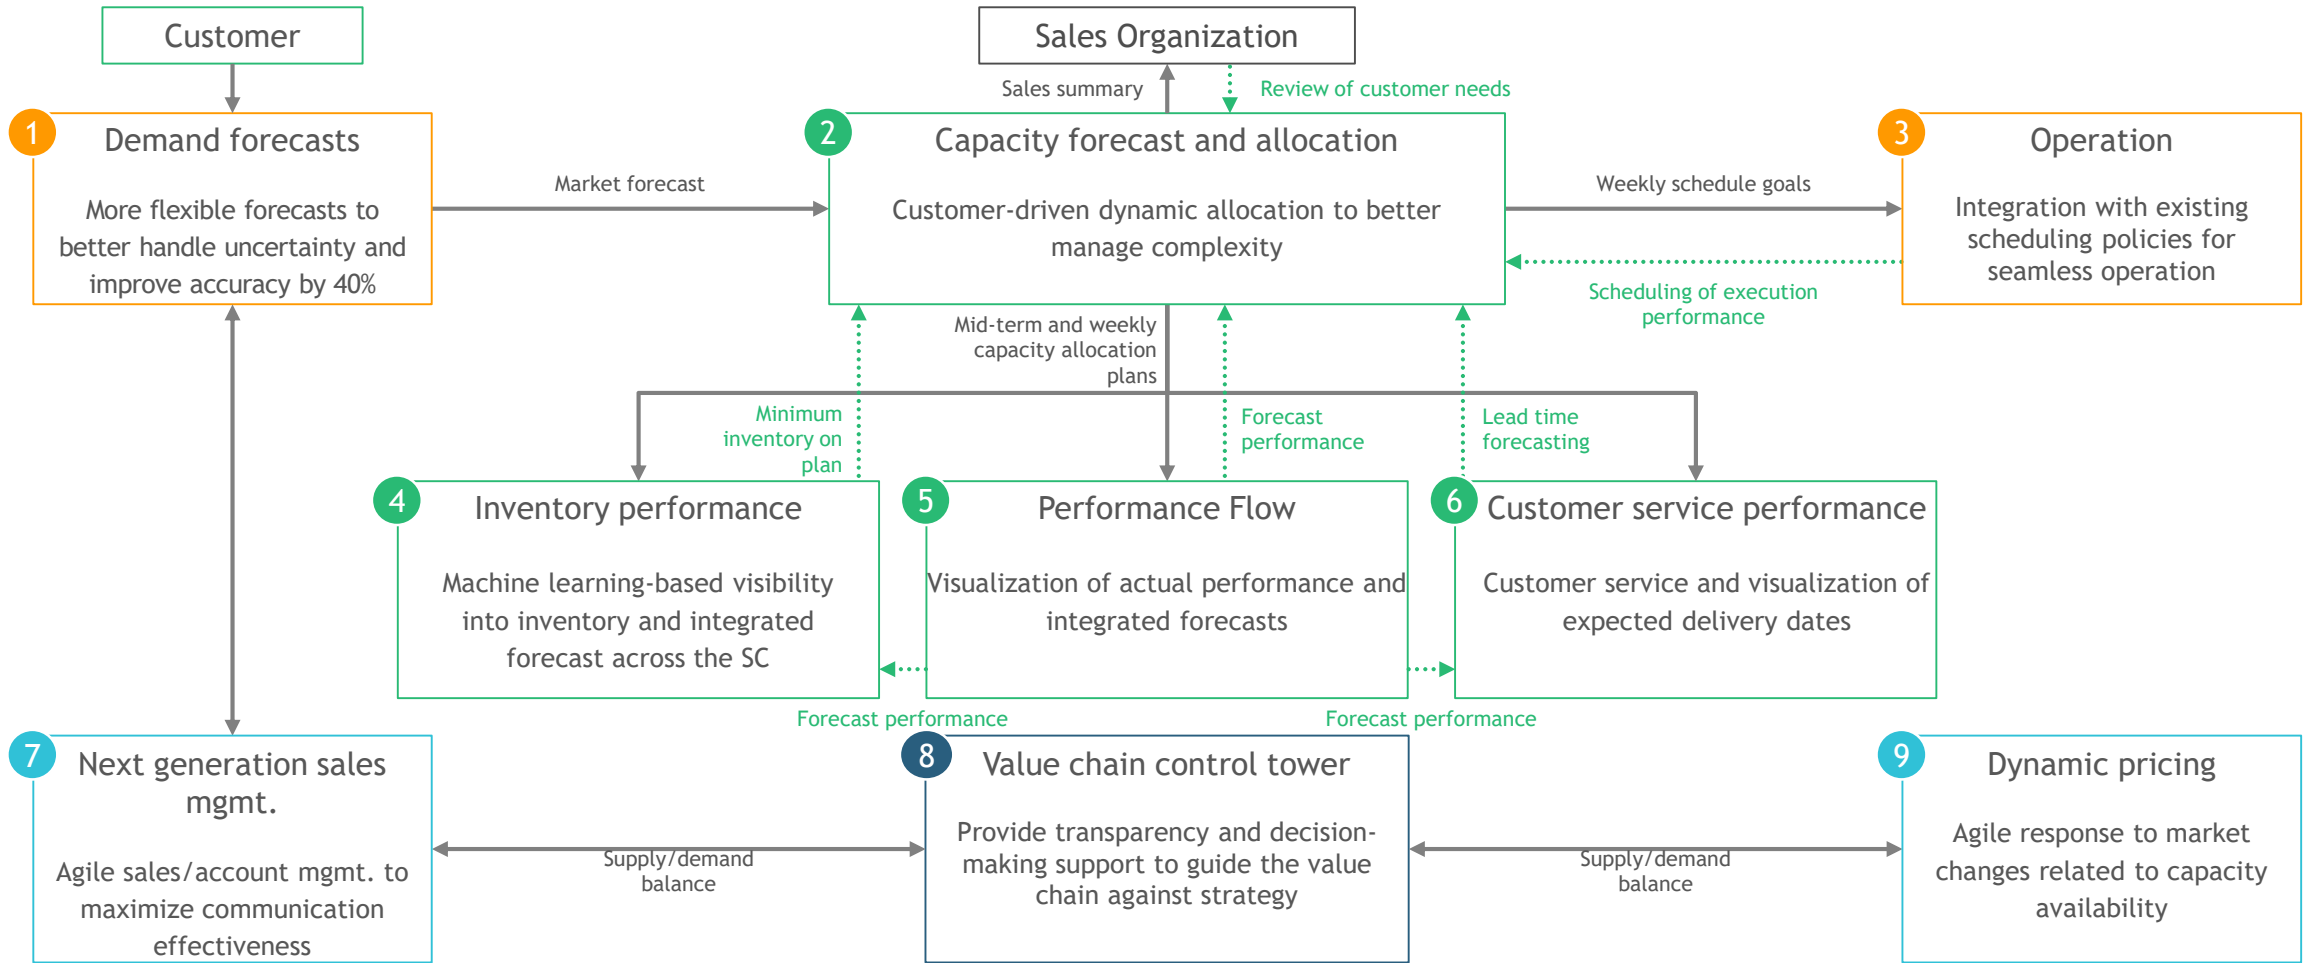 Customer
Sales Organization
Sales summary
Review of customer needs
1
Demand forecasts
More flexible forecasts to
better handle uncertainty and
improve accuracy by 40%
Market forecast
2
Capacity forecast and allocation
Customer-driven dynamic allocation to better
manage complexity
Weekly schedule goals
Scheduling of execution
performance
3
Operation
Integration with existing
scheduling policies for
seamless operation
Mid-term and weekly
capacity allocation
plans
Minimum
inventory on
plan
Forecast
performance
Lead time
forecasting
4
Inventory performance
Machine learning-based visibility
into inventory and integrated
forecast across the SC
5
Performance Flow
Visualization of actual performance and
integrated forecasts
6
Customer service performance
Customer service and visualization of
expected delivery dates
Forecast performance
Forecast performance
7
Next generation sales
mgmt.
Agile sales/account mgmt. to
maximize communication
effectiveness
Supply/demand
balance
8
Value chain control tower
Provide transparency and decision-
making support to guide the value
chain against strategy
Supply/demand
balance
9
Dynamic pricing
Agile response to market
changes related to capacity
availability